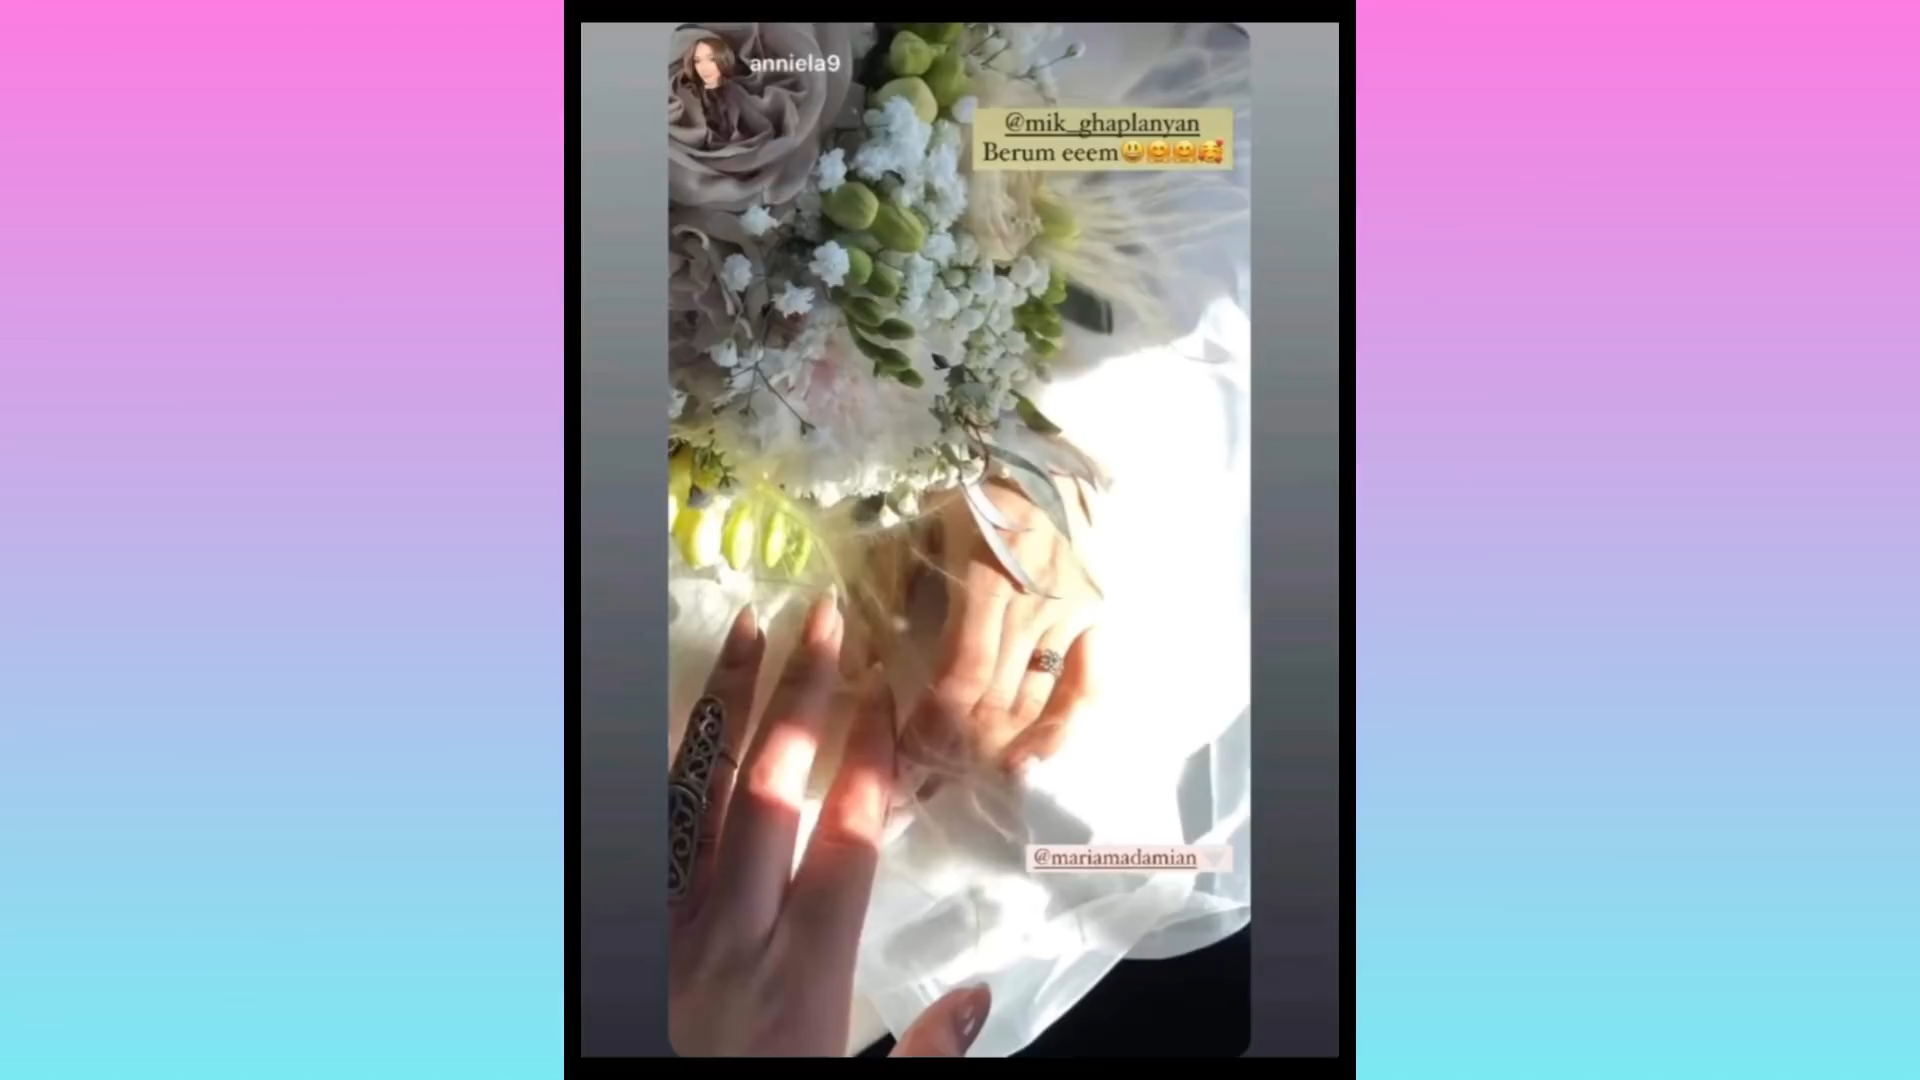 anniela9
@mik_ghaplanyan
Berum eeem😃🤗🤗🥰
@mariamadamian 🤍